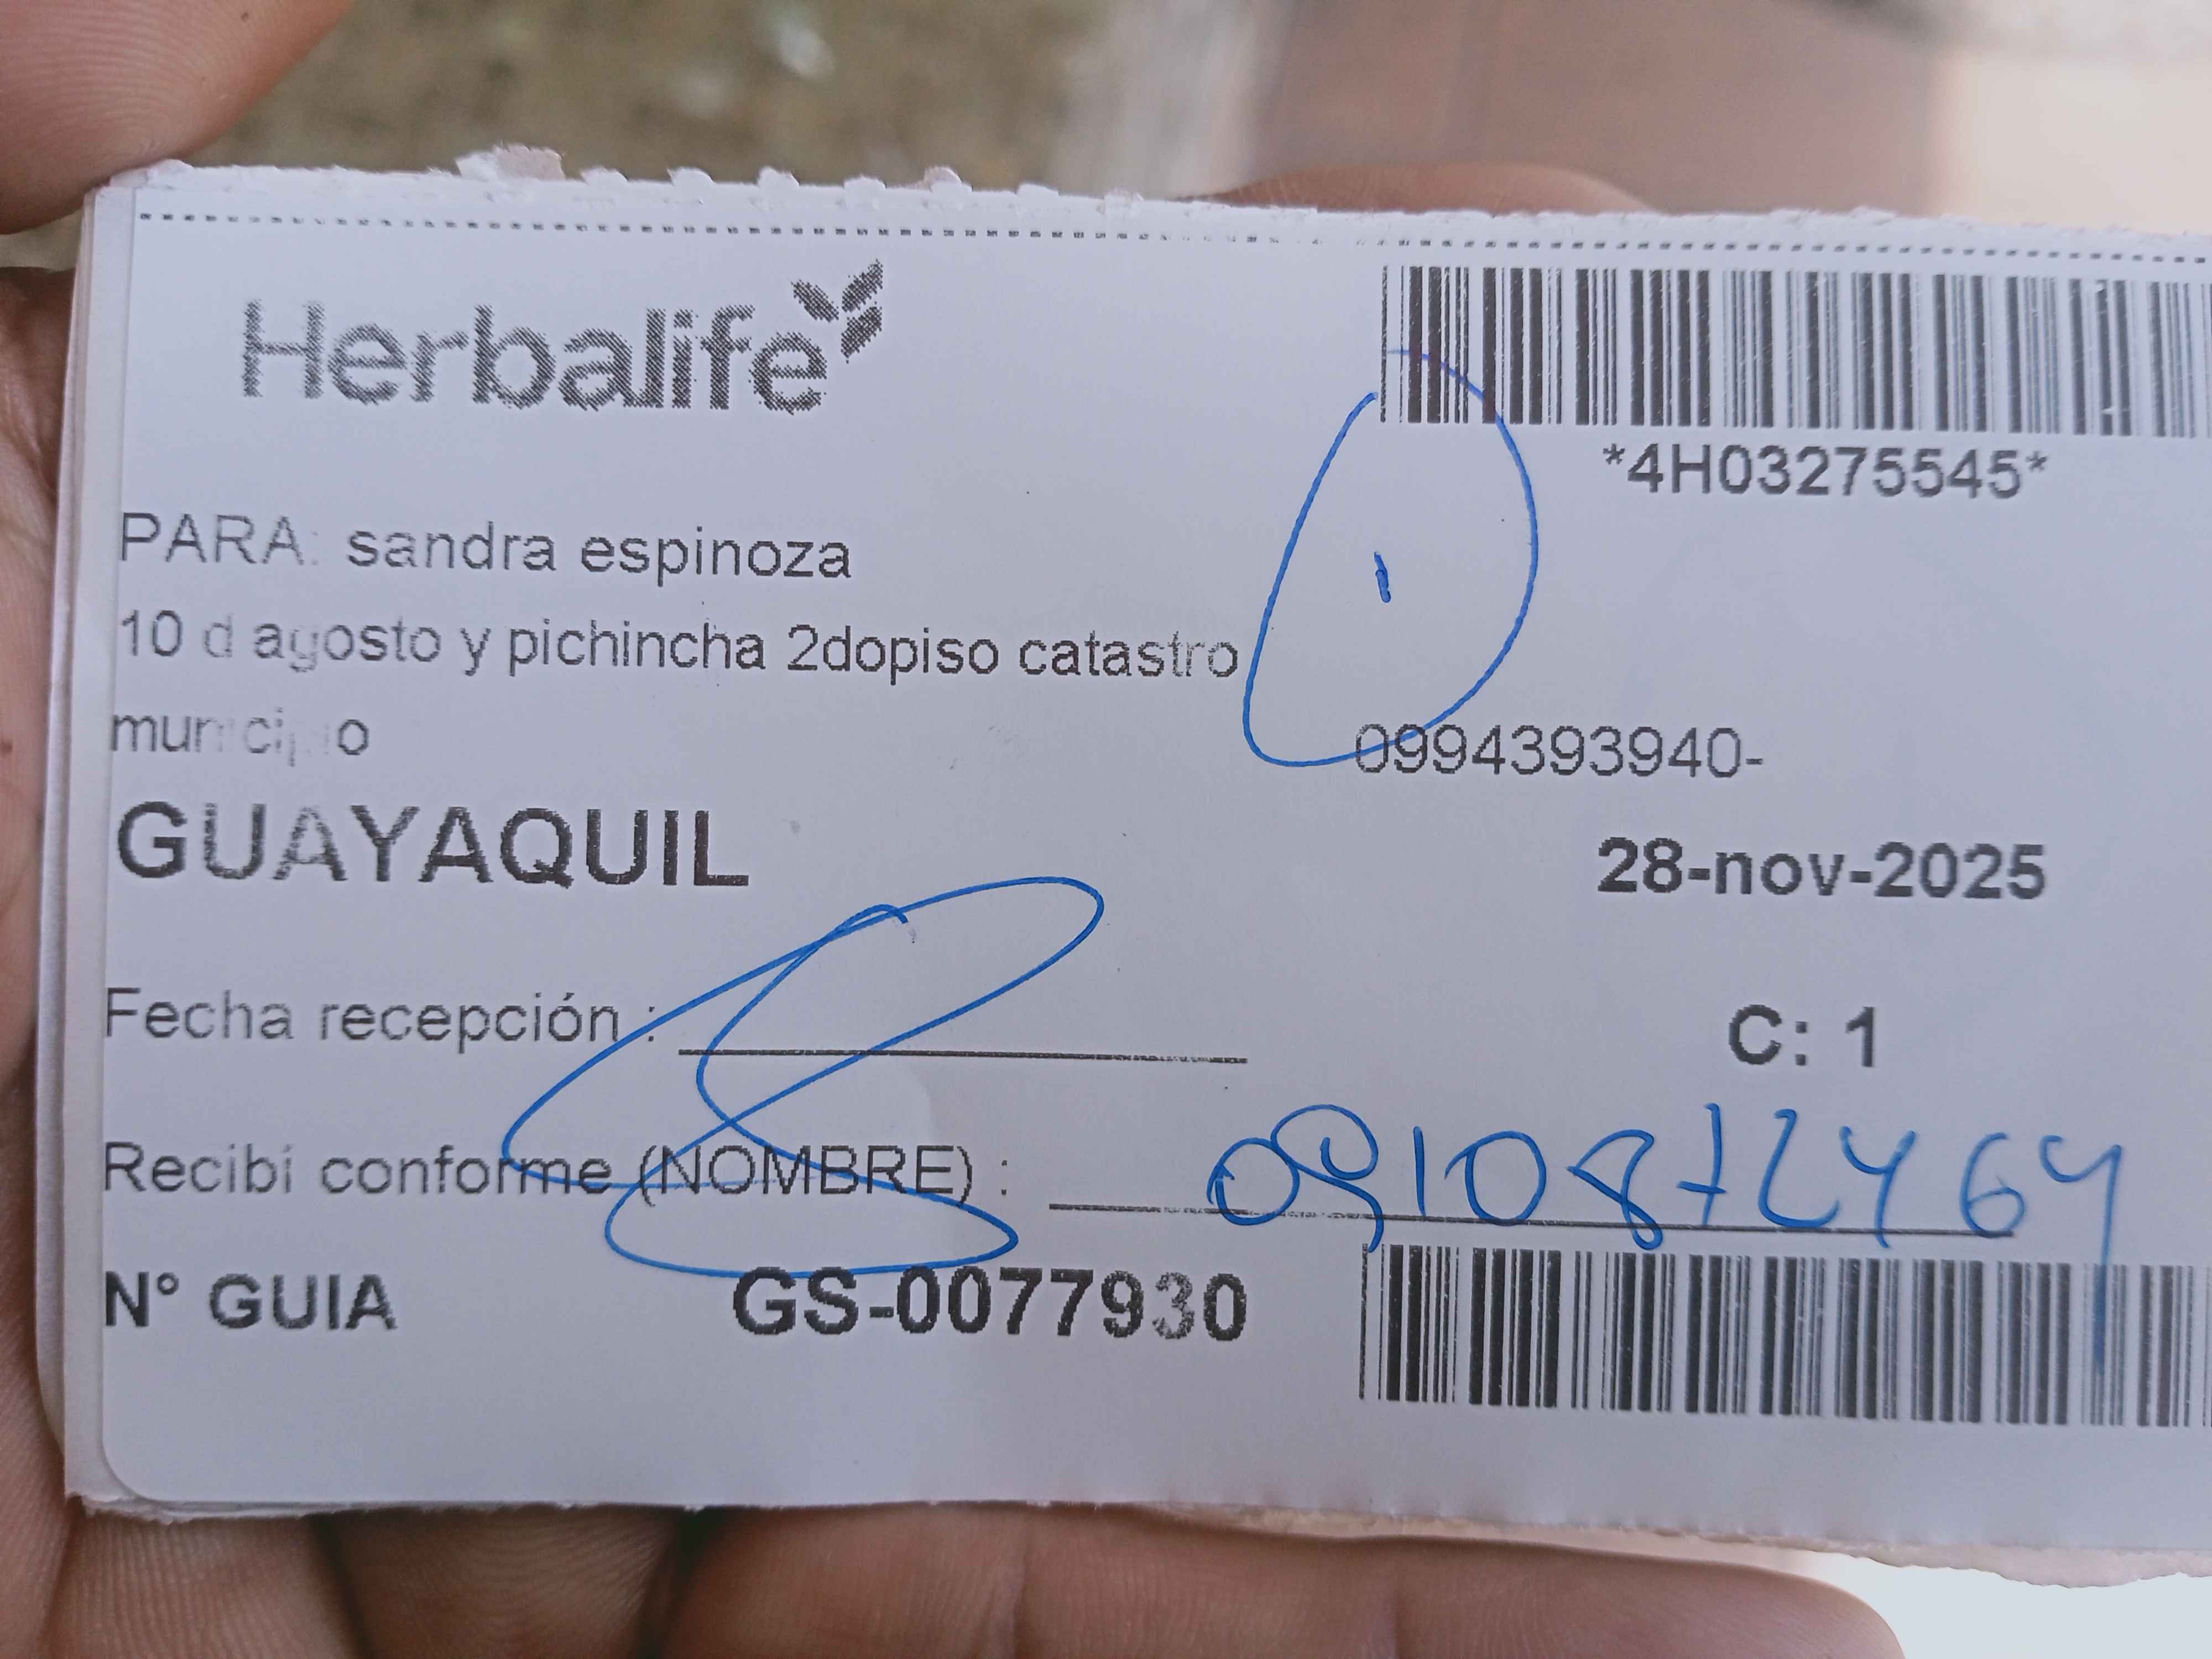 Herbalife
*4H03275545*
PARA: sandra espinoza
10 d agosto y pichincha 2dopiso catastro
municipio
0994393940-
GUAYAQUIL
28-nov-2025
Fecha recepción :
C: 1
Recibi conforme (NOMBRE) :
0910872464
N° GUIA GS-0077930